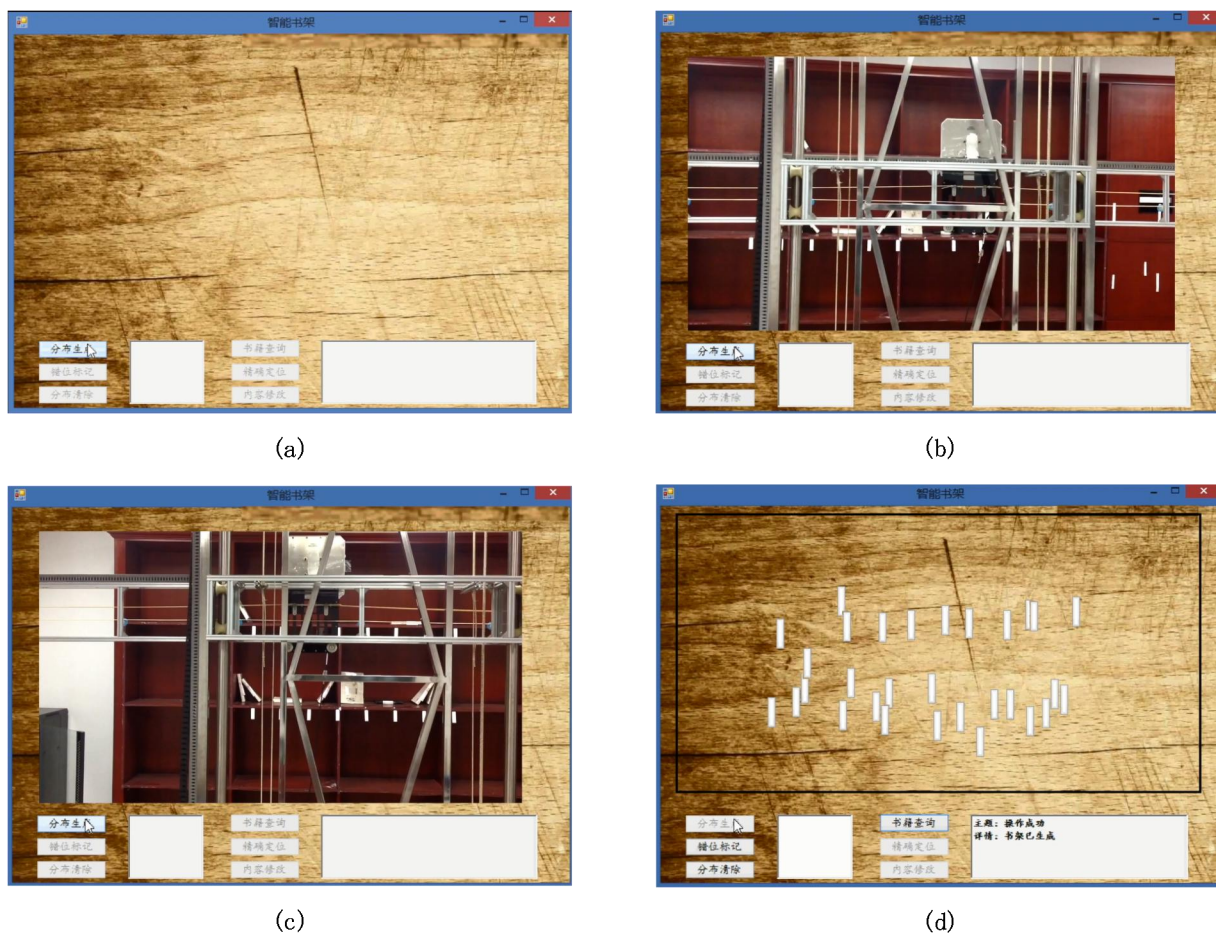 智能书架
智能书架
分布生
书籍查询
错位标记
精确定位
分布清除
内容修改
分布生
书籍查询
错位标记
精确定位
分布清除
内容修改
(a)
(b)
智能书架
智能书架
分布生
书籍查询
错位标记
精确定位
分布清除
内容修改
分布生
书籍查询
主题：操作成功
详情：书架已生成
错位标记
精确定位
分布清除
内容修改
(c)
(d)